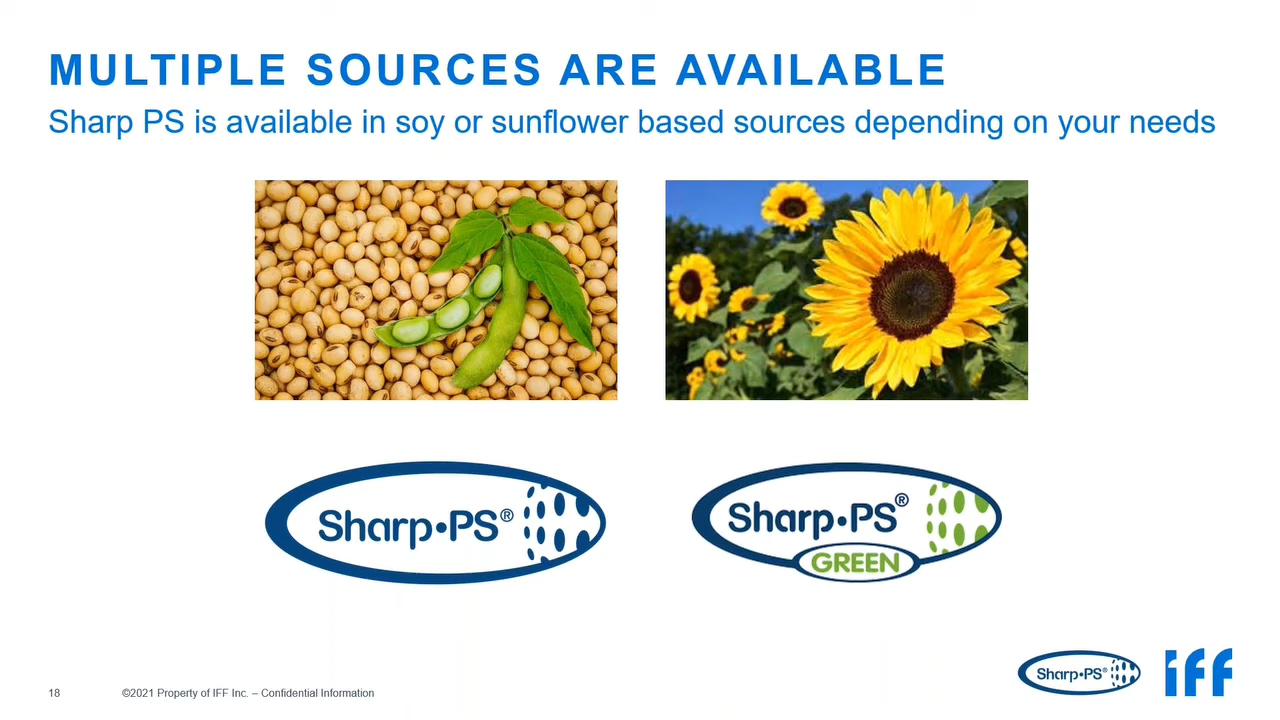 MULTIPLE SOURCES ARE AVAILABLE
Sharp PS is available in soy or sunflower based sources depending on your needs
Sharp•PS®
Sharp•PS®
GREEN
18
©2021 Property of IFF Inc. – Confidential Information
Sharp•PS®
iff